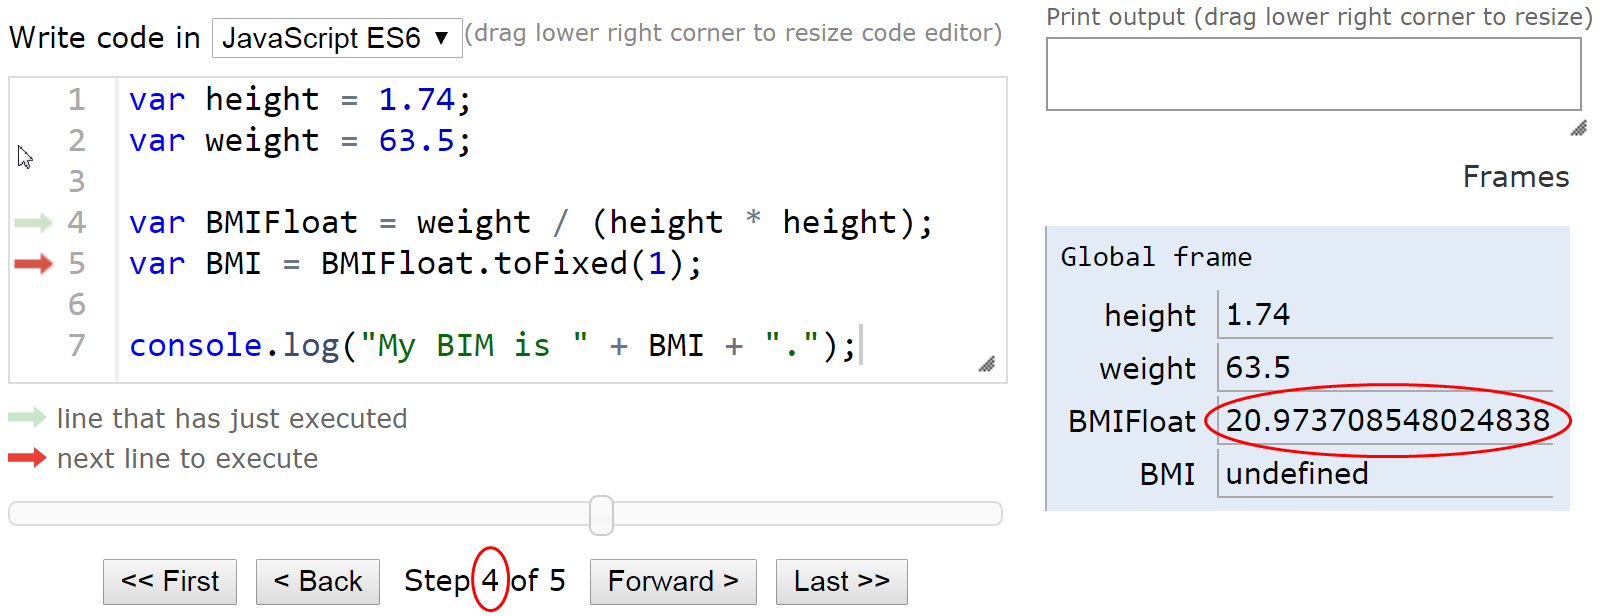 Write code in JavaScript ES6 ▼ (drag lower right corner to resize code editor)
1 var height = 1.74;
2 var weight = 63.5;
3
4 var BMIFloat = weight / (height * height);
5 var BMI = BMIFloat.toFixed(1);
6
7 console.log("My BIM is " + BMI + ".");
line that has just executed
next line to execute
<< First < Back Step 4 of 5 Forward > Last >>
Print output (drag lower right corner to resize)
Frames
Global frame
height 1.74
weight 63.5
BMIFloat 20.973708548024838
BMI undefined